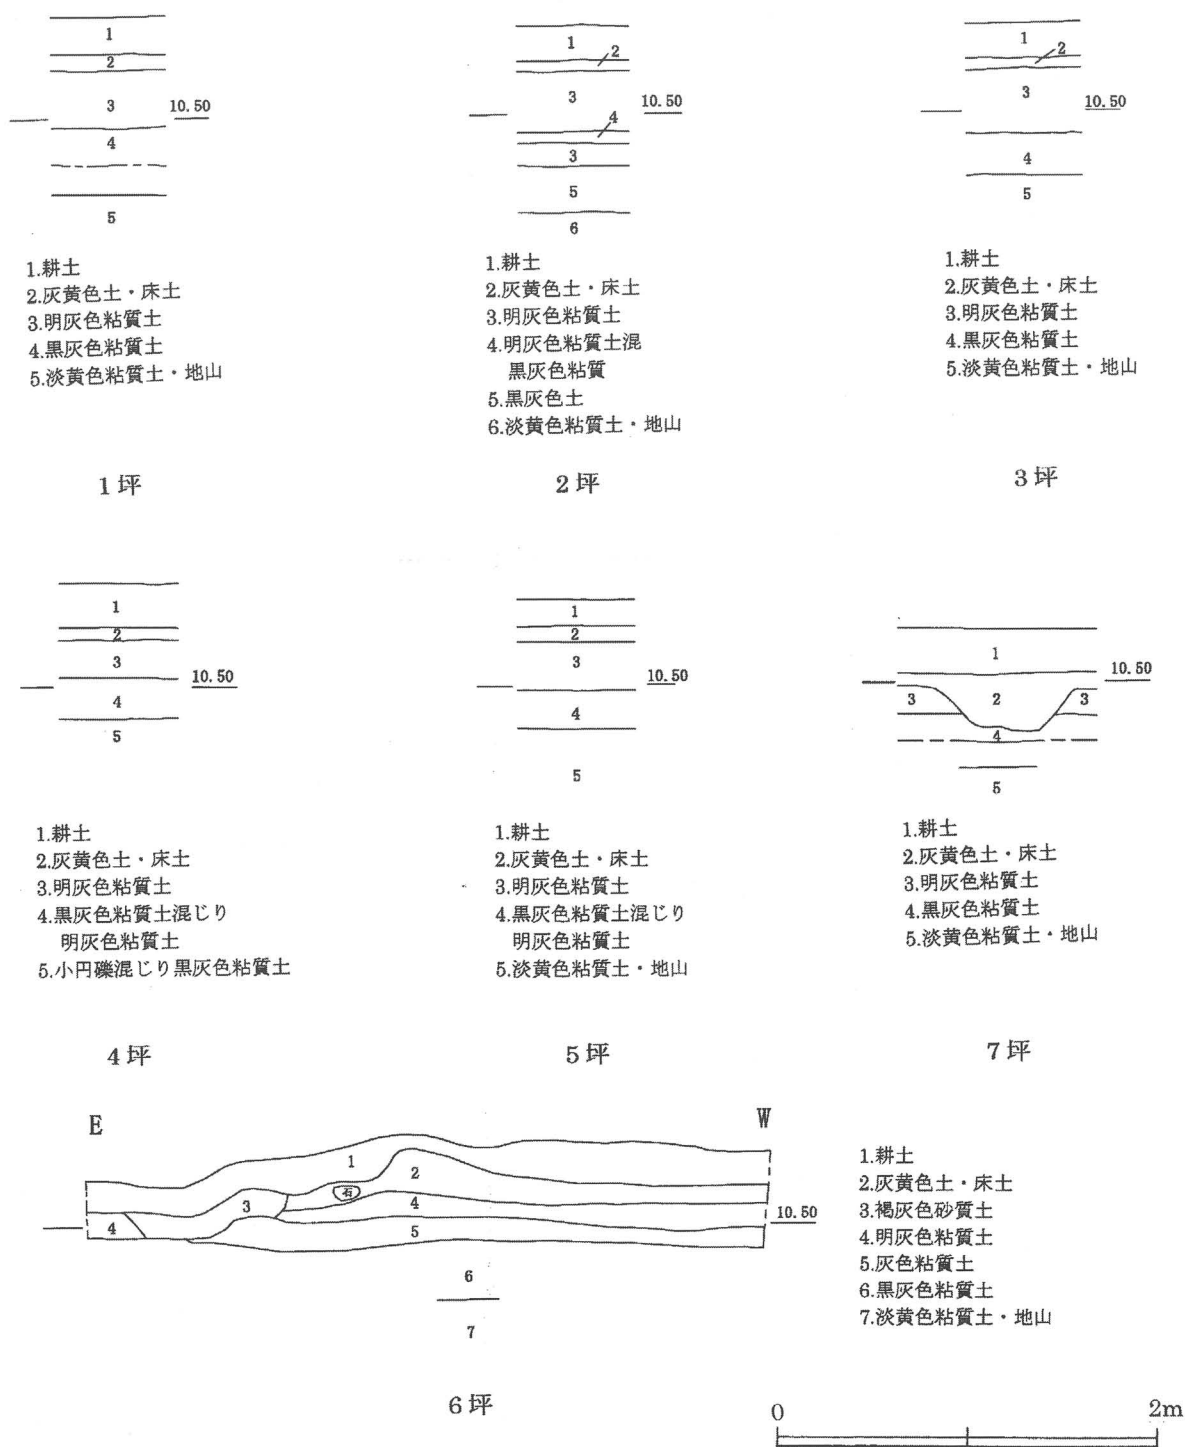 1
2
3
10.50
4
5
1.耕土
2.灰黄色土・床土
3.明灰色粘質土
4.黒灰色粘質土
5.淡黄色粘質土・地山
1坪
1
2
3
10.50
4
3
5
6
1.耕土
2.灰黄色土・床土
3.明灰色粘質土
4.明灰色粘質土混
黒灰色粘質
5.黒灰色土
6.淡黄色粘質土・地山
2坪
1
2
3
10.50
4
5
1.耕土
2.灰黄色土・床土
3.明灰色粘質土
4.黒灰色粘質土
5.淡黄色粘質土・地山
3坪
1
2
3
10.50
4
5
1.耕土
2.灰黄色土・床土
3.明灰色粘質土
4.黒灰色粘質土混じり
明灰色粘質土
5.小円礫混じり黒灰色粘質土
4坪
1
2
3
10.50
4
5
1.耕土
2.灰黄色土・床土
3.明灰色粘質土
4.黒灰色粘質土混じり
明灰色粘質土
5.淡黄色粘質土・地山
5坪
1
10.50
3 2 3
4
5
1.耕土
2.灰黄色土・床土
3.明灰色粘質土
4.黒灰色粘質土
5.淡黄色粘質土・地山
7坪
E W
1
2
石
3
4
10.50
4
5
6
7
1.耕土
2.灰黄色土・床土
3.褐灰色砂質土
4.明灰色粘質土
5.灰色粘質土
6.黒灰色粘質土
7.淡黄色粘質土・地山
6坪
0 2m